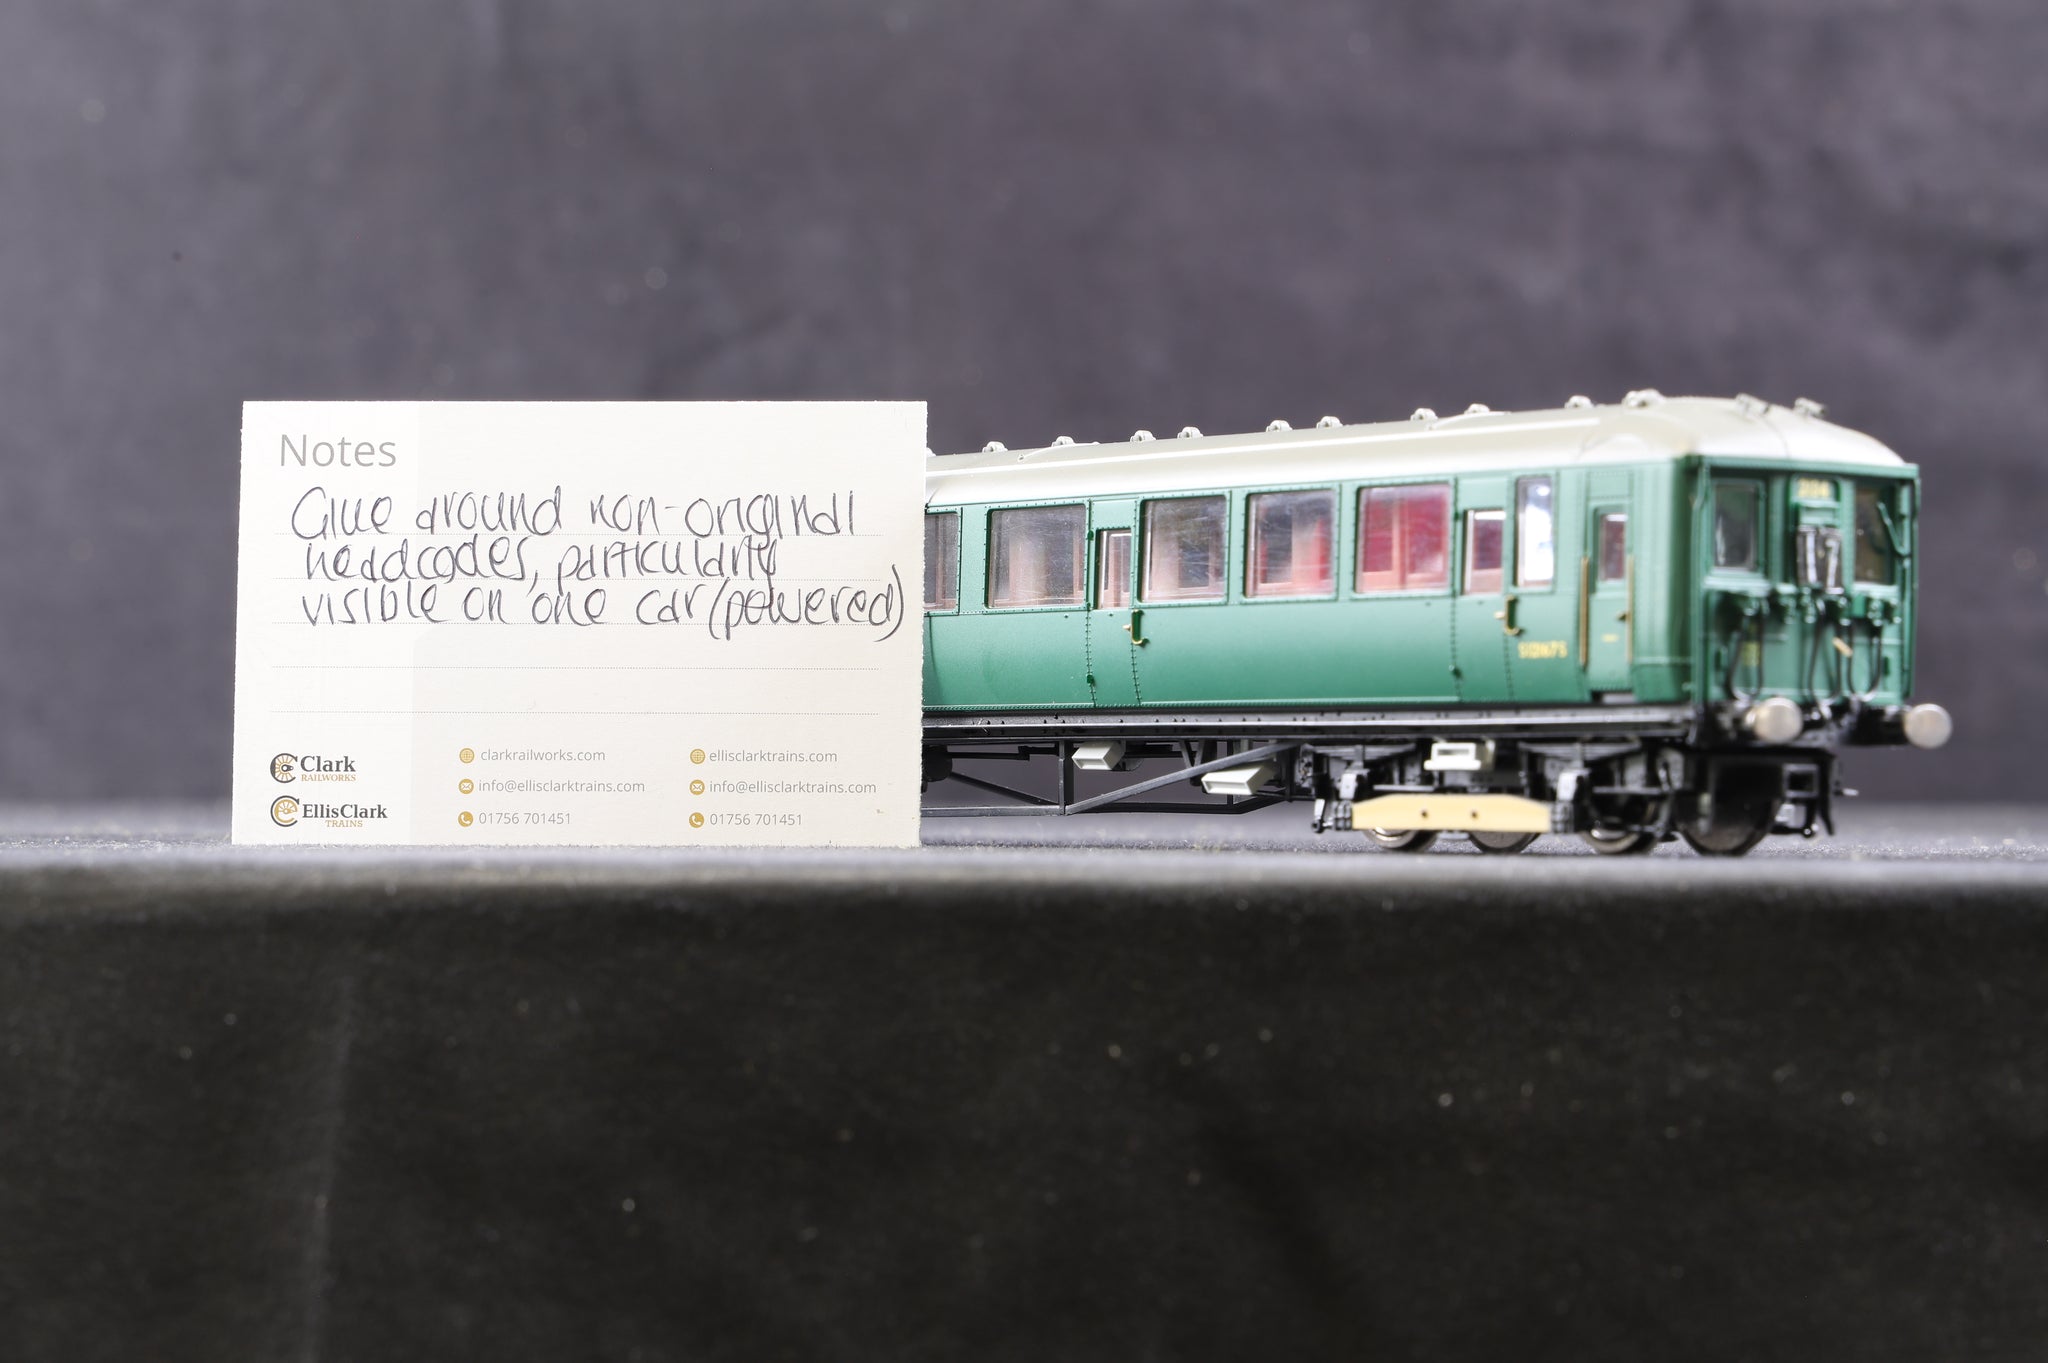 Notes
Glue around non-original
headcodes, particularly
visible on one car (powered)
Clark
RAILWORKS
clarkrailworks.com
ellisclarktrains.com
info@ellisclarktrains.com
info@ellisclarktrains.com
EllisClark
TRAINS
01756 701451
01756 701451